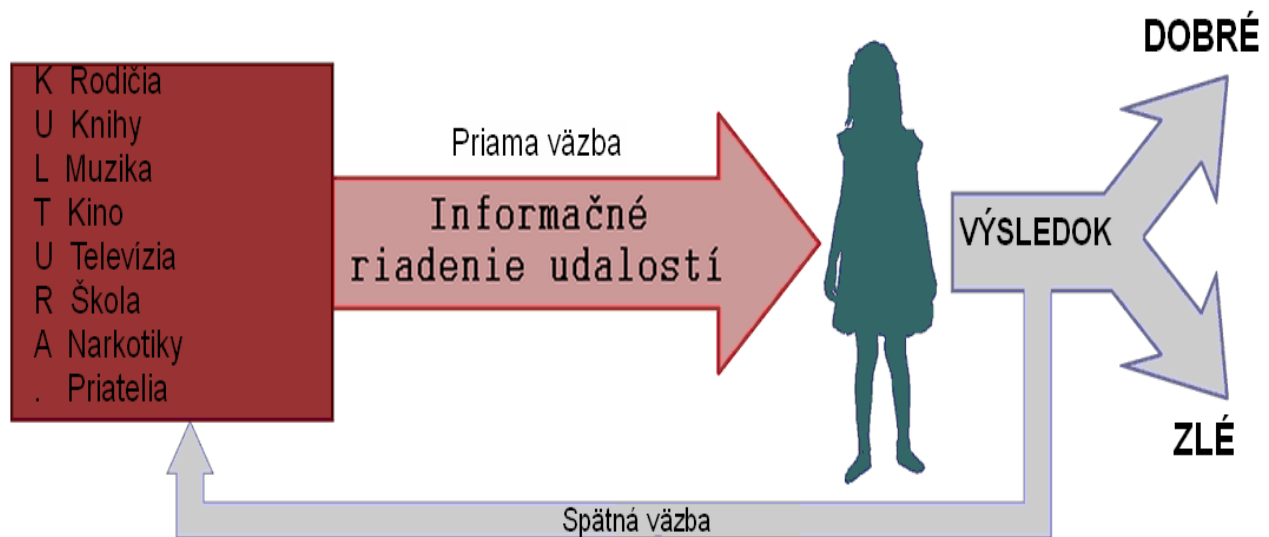 K Rodičia
U Knihy
L Muzika
T Kino
U Televízia
R Škola
A Narkotiky
. Priatelia
Priama väzba
Informačné
riadenie udalostí
VÝSLEDOK
DOBRÉ
ZLÉ
Spätná väzba